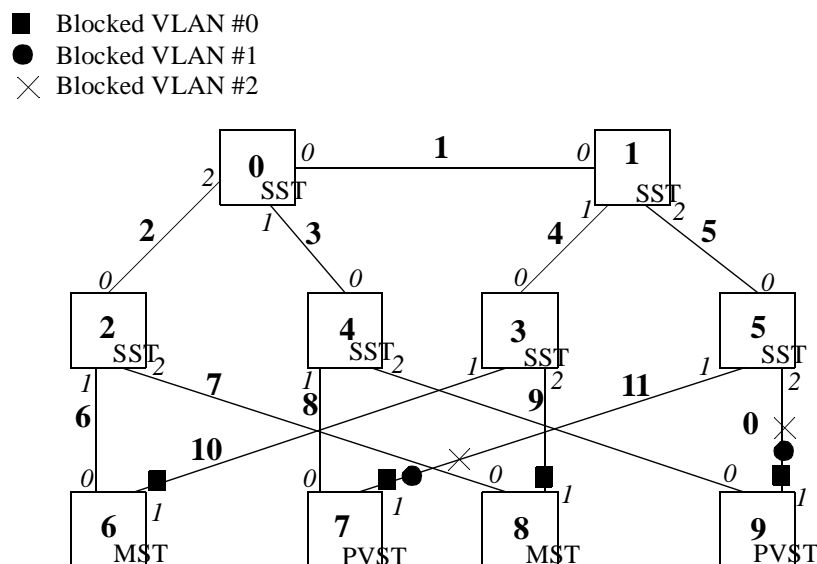 Blocked VLAN #0
Blocked VLAN #1
Blocked VLAN #2
0 1 0
0 SST 1 SST
2 1 1 2
2 3 4 5
0 0 0 0
2 SST 4 SST 3 SST 5 SST
1 2 1 2 1 2 1 2
6 7 8 10 9 11 0
0 1 0 1 0 1 0 1
6 MST 7 PVST 8 MST 9 PVST